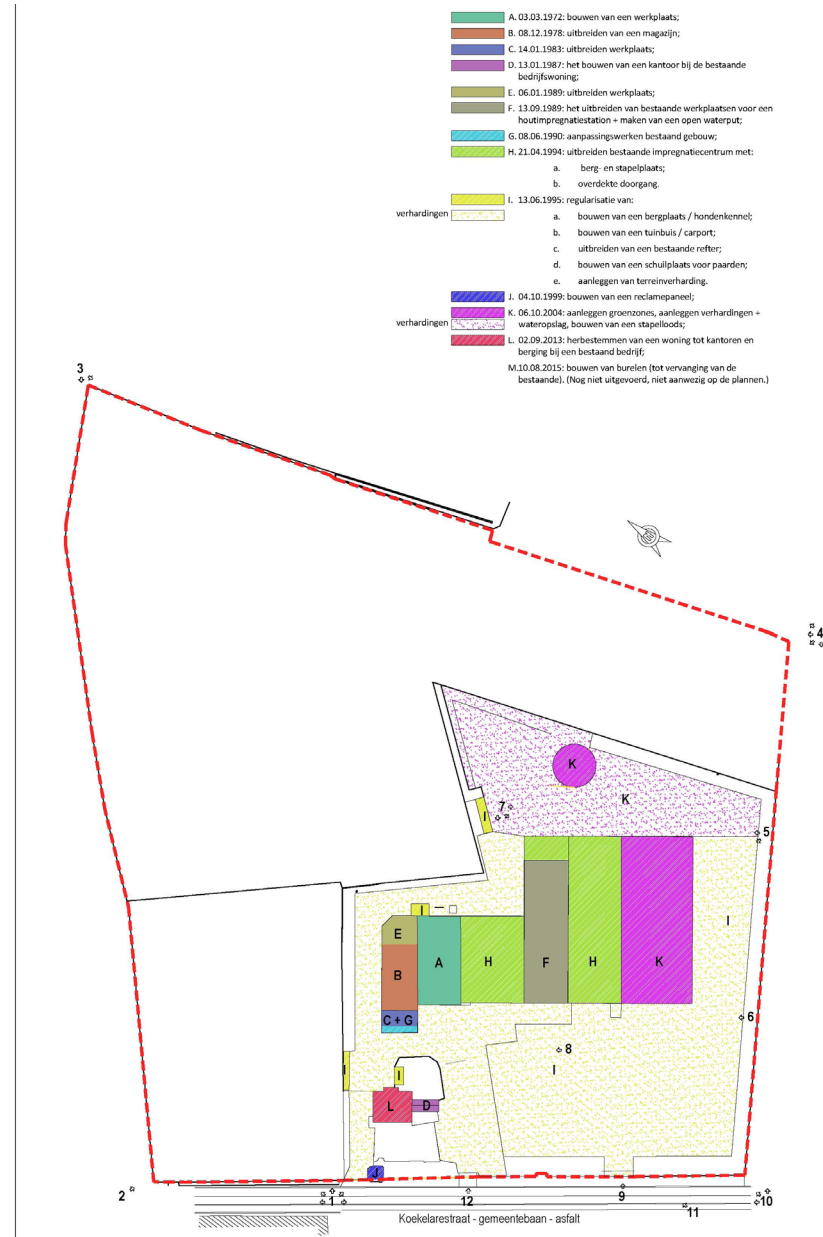 A. 03.03.1972: bouwen van een werkplaats;
B. 08.12.1978: uitbreiden van een magazijn;
C. 14.01.1983: uitbreiden werkplaats;
D. 13.01.1987: het bouwen van een kantoor bij de bestaande
bedrijfswoning;
E. 06.01.1989: uitbreiden werkplaats;
F. 13.09.1989: het uitbreiden van bestaande werkplaatsen voor een
houtimpregnatiestation + maken van een open waterput;
G. 08.06.1990: aanpassingswerken bestaand gebouw;
H. 21.04.1994: uitbreiden bestaande impregnatiecentrum met:
a. berg- en stapelplaats;
b. overdekte doorgang.
I. 13.06.1995: regularisatie van:
verhardingen
a. bouwen van een bergplaats / hondenkennel;
b. bouwen van een tuinbuis / carport;
c. uitbreiden van een bestaande refter;
d. bouwen van een schuilplaats voor paarden;
e. aanleggen van terreinverharding.
J. 04.10.1999: bouwen van een reclamepaneel;
K. 06.10.2004: aanleggen groenzones, aanleggen verhardingen +
verhardingen
wateropslag, bouwen van een stapelloods;
L. 02.09.2013: herbestemmen van een woning tot kantoren en
berging bij een bestaand bedrijf;
M.10.08.2015: bouwen van burelen (tot vervanging van de
bestaande). (Nog niet uitgevoerd, niet aanwezig op de plannen.)
3
4
K
K
7
I
5
I
I
E
A
H
F
H
K
B
6
C + G
8
I
I
I
L
D
J
2
1
12
9
10
11
Koekelarestraat - gemeentebaan - asfalt